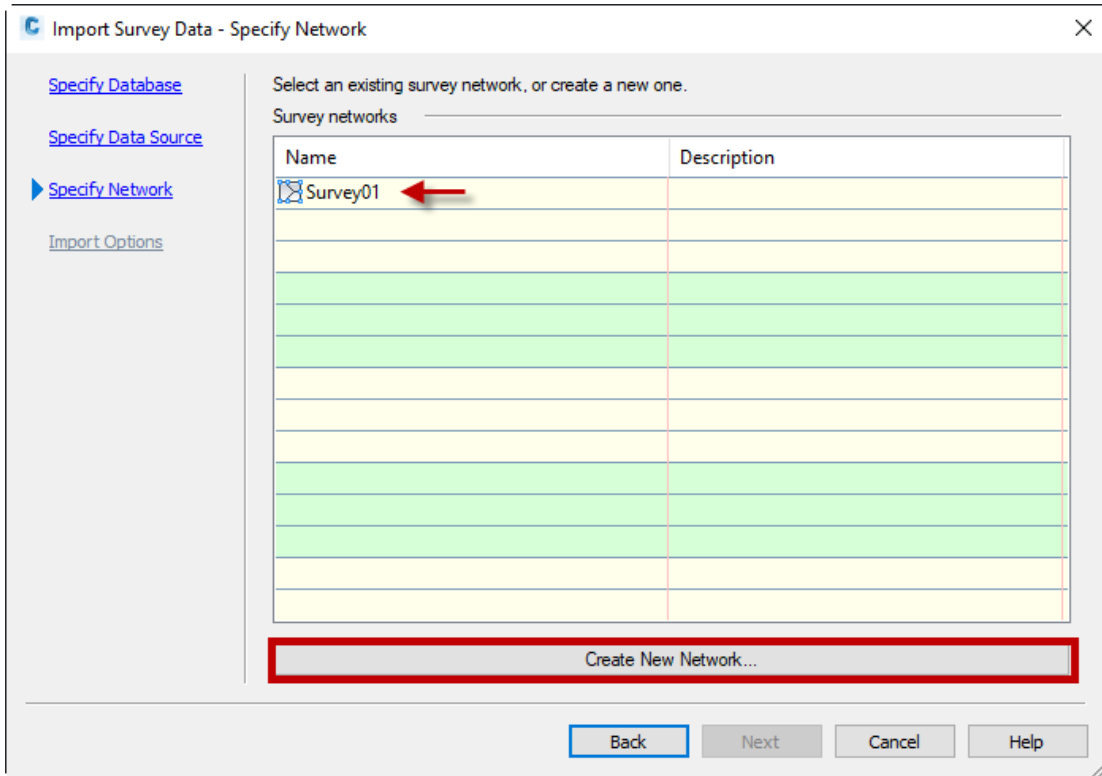 Import Survey Data - Specify Network
Specify Database
Specify Data Source
Specify Network
Import Options
Select an existing survey network, or create a new one.
Survey networks
Name Description
Survey01
Create New Network...
Back Next Cancel Help